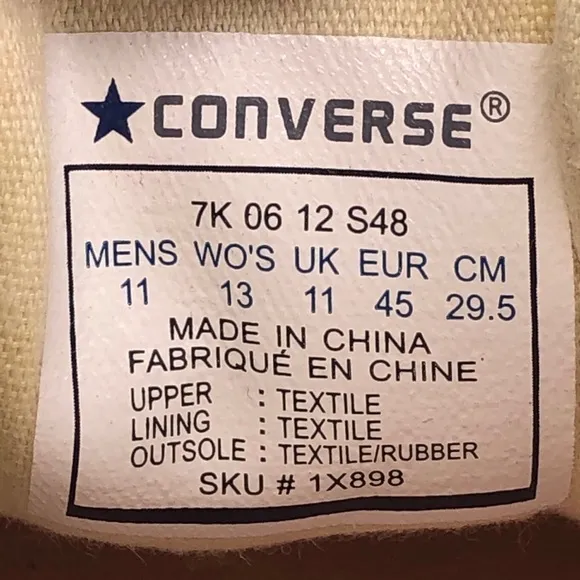 ★CONVERSE®
7K 06 12 S48
MENS WO'S UK EUR CM
11 13 11 45 29.5
MADE IN CHINA
FABRIQUÉ EN CHINE
UPPER : TEXTILE
LINING : TEXTILE
OUTSOLE : TEXTILE/RUBBER
SKU # 1X898